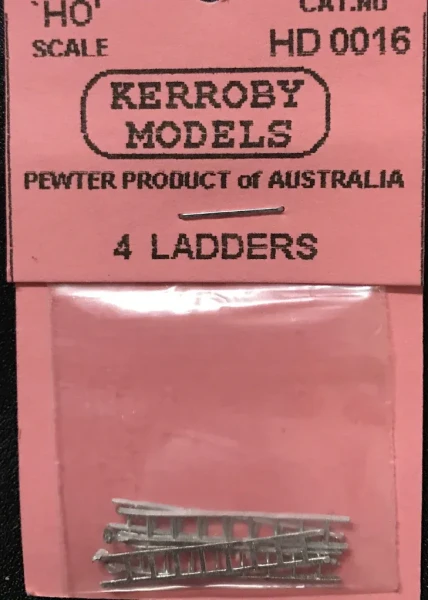 'HO' CAT.NO
SCALE HD 0016
KERROBY
MODELS
PEWTER PRODUCT of AUSTRALIA
4 LADDERS